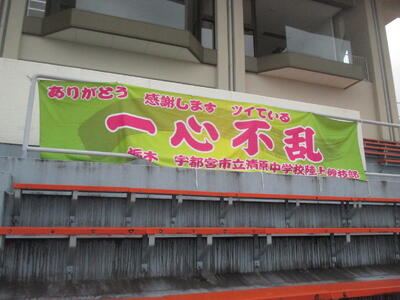 ありがとう 感謝します ツイている
一心不乱
栃木 宇都宮市立清原中学校陸上競技部